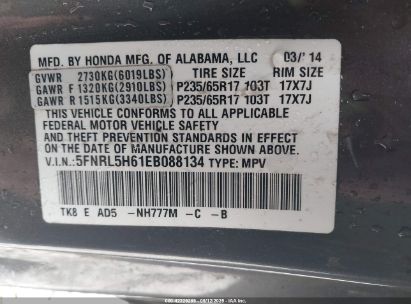 MFD. BY HONDA MFG. OF ALABAMA, LLC 03/'14
GVWR 2730KG(6019LBS) TIRE SIZE RIM SIZE
GAWR F 1320KG(2910LBS) P235/65R17 103T 17X7J
GAWR R 1515KG(3340LBS) P235/65R17 103T 17X7J
THIS VEHICLE CONFORMS TO ALL APPLICABLE
FEDERAL MOTOR VEHICLE SAFETY AND
THEFT PREVENTION STANDARDS IN EFFECT
ON THE DATE OF MANUFACTURE SHOWN ABOVE.
V.I.N: 5FNRL5H61EB088134 TYPE: MPV
TK8 E AD5 -NH777M -C -B